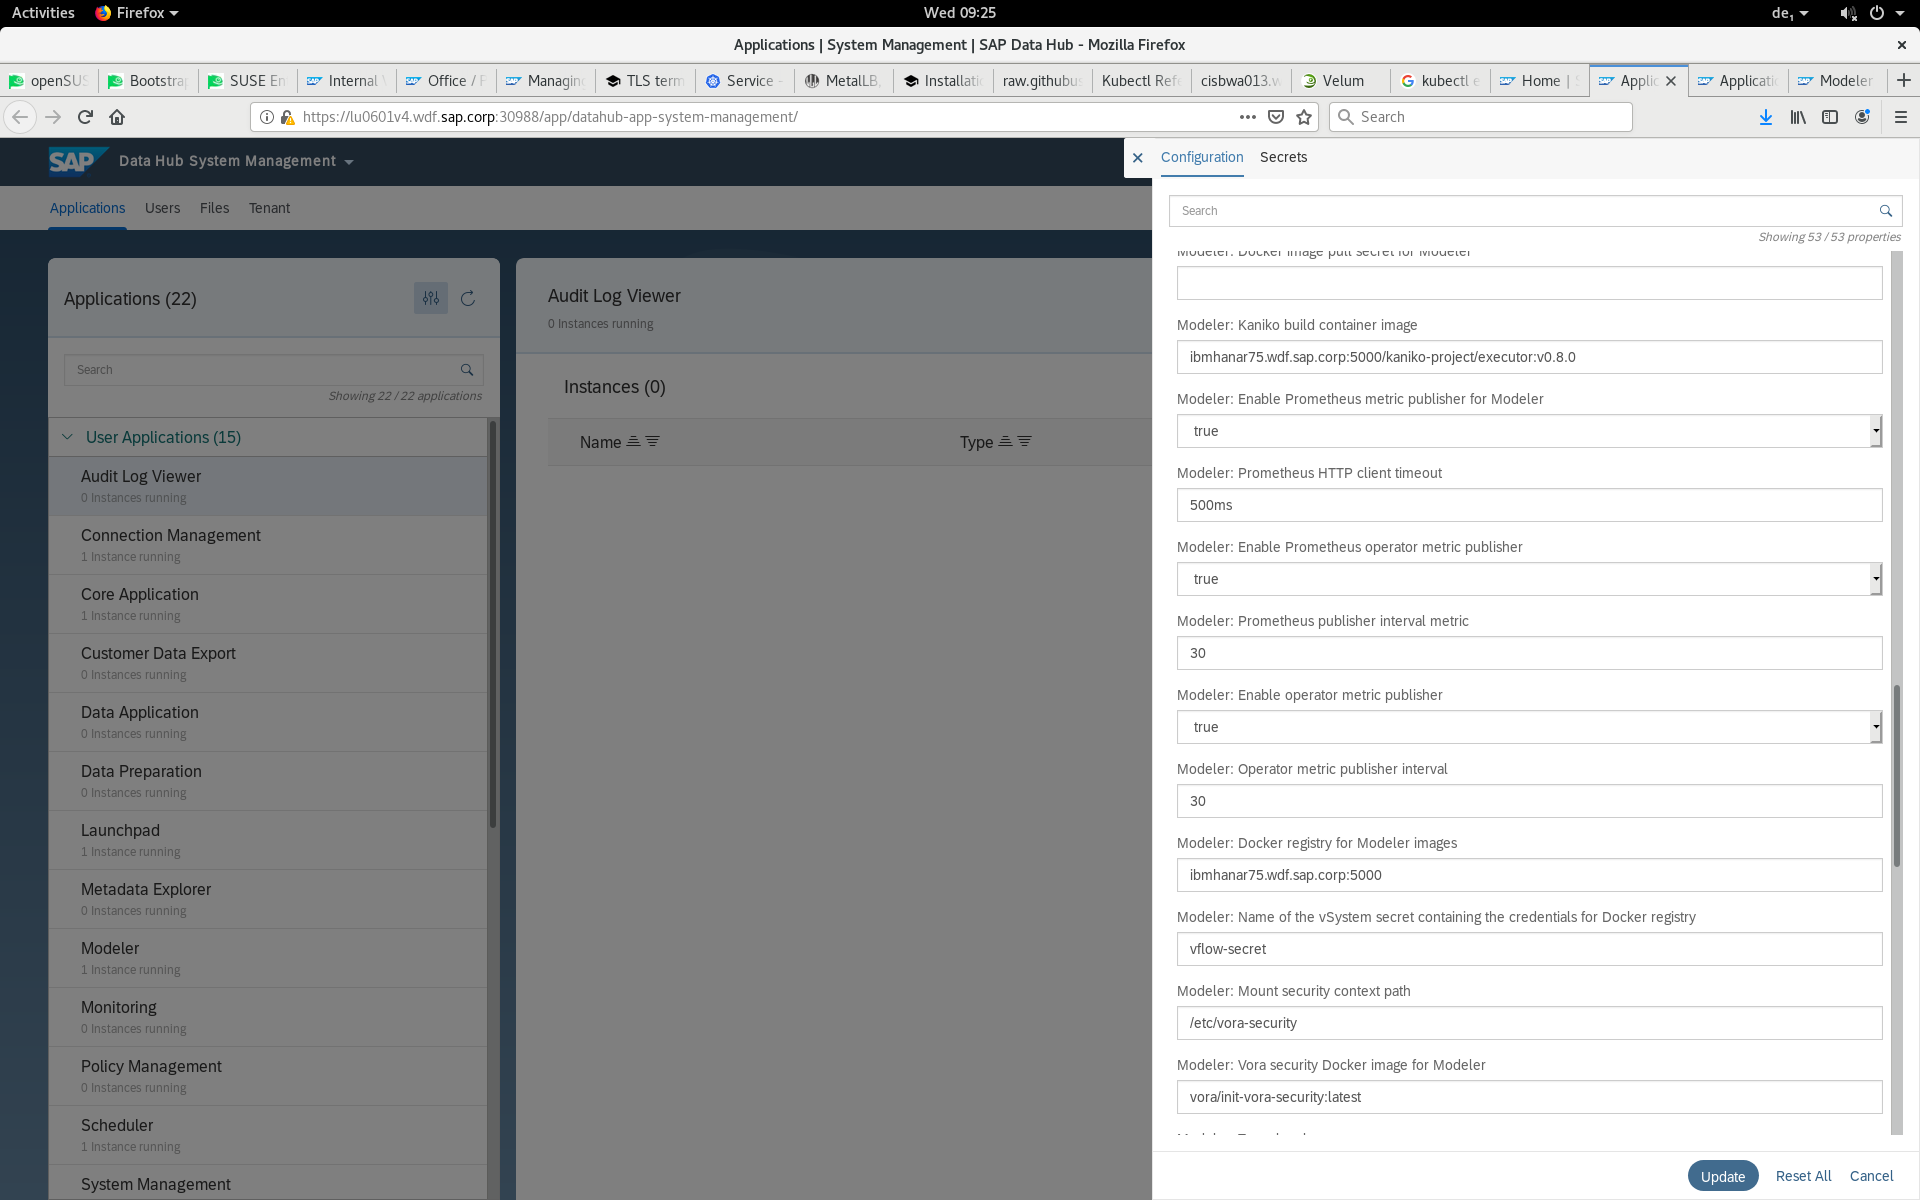 Activities Firefox Wed 09:25 de1
Applications | System Management | SAP Data Hub - Mozilla Firefox
openSUS Bootstrap SUSE En Internal Office / Managing TLS term Service - MetalLB, Installati raw.githubus Kubectl Refe cisbwa013.w Velum kubectl e Home | Applic Applicati Modeler
https://lu0601v4.wdf.sap.corp:30988/app/datahub-app-system-management/ Search
SAP Data Hub System Management
Applications Users Files Tenant
Applications (22)
Search
Showing 22 / 22 applications
User Applications (15)
Audit Log Viewer
0 Instances running
Connection Management
1 Instance running
Core Application
1 Instance running
Customer Data Export
0 Instances running
Data Application
0 Instances running
Data Preparation
0 Instances running
Launchpad
1 Instance running
Metadata Explorer
0 Instances running
Modeler
1 Instance running
Monitoring
0 Instances running
Policy Management
0 Instances running
Scheduler
1 Instance running
System Management
Audit Log Viewer
0 Instances running
Instances (0)
Name Type
Configuration Secrets
Search
Showing 53 / 53 properties
Modeler: Docker image pull secret for Modeler
Modeler: Kaniko build container image
ibmhanar75.wdf.sap.corp:5000/kaniko-project/executor:v0.8.0
Modeler: Enable Prometheus metric publisher for Modeler
true
Modeler: Prometheus HTTP client timeout
500ms
Modeler: Enable Prometheus operator metric publisher
true
Modeler: Prometheus publisher interval metric
30
Modeler: Enable operator metric publisher
true
Modeler: Operator metric publisher interval
30
Modeler: Docker registry for Modeler images
ibmhanar75.wdf.sap.corp:5000
Modeler: Name of the vSystem secret containing the credentials for Docker registry
vflow-secret
Modeler: Mount security context path
/etc/vora-security
Modeler: Vora security Docker image for Modeler
vora/init-vora-security:latest
Update Reset All Cancel